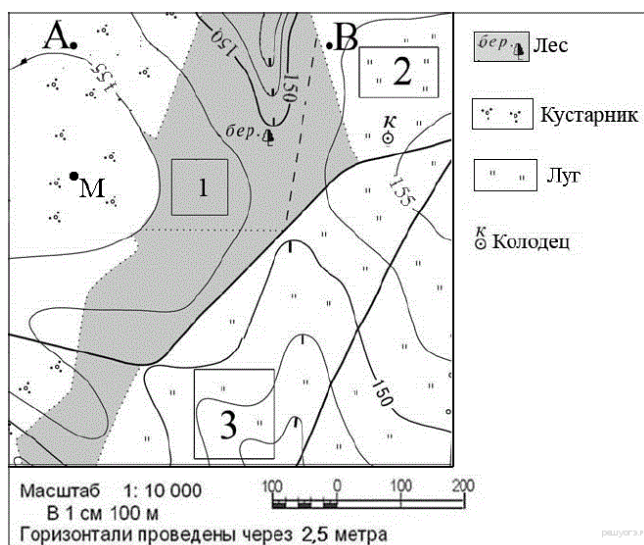 А
В
150
150
2
бер.
Лес
155
к
бер.
Кустарник
М
1
155
Луг
к
Колодец
150
3
Масштаб 1: 10 000
100 0 100 200
В 1 см 100 м
Горизонтали проведены через 2,5 метра